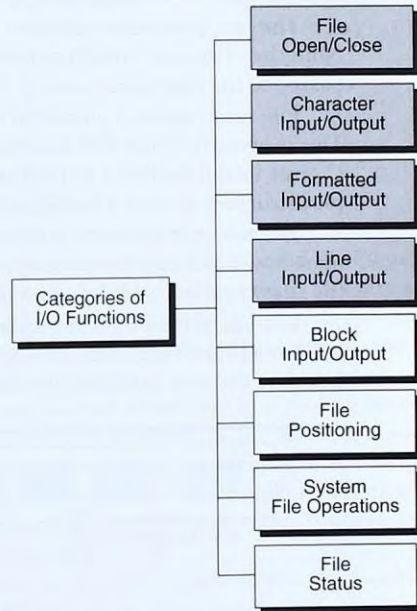 File
Open/Close
Character
Input/Output
Formatted
Input/Output
Line
Input/Output
Categories of
I/O Functions
Block
Input/Output
File
Positioning
System
File Operations
File
Status